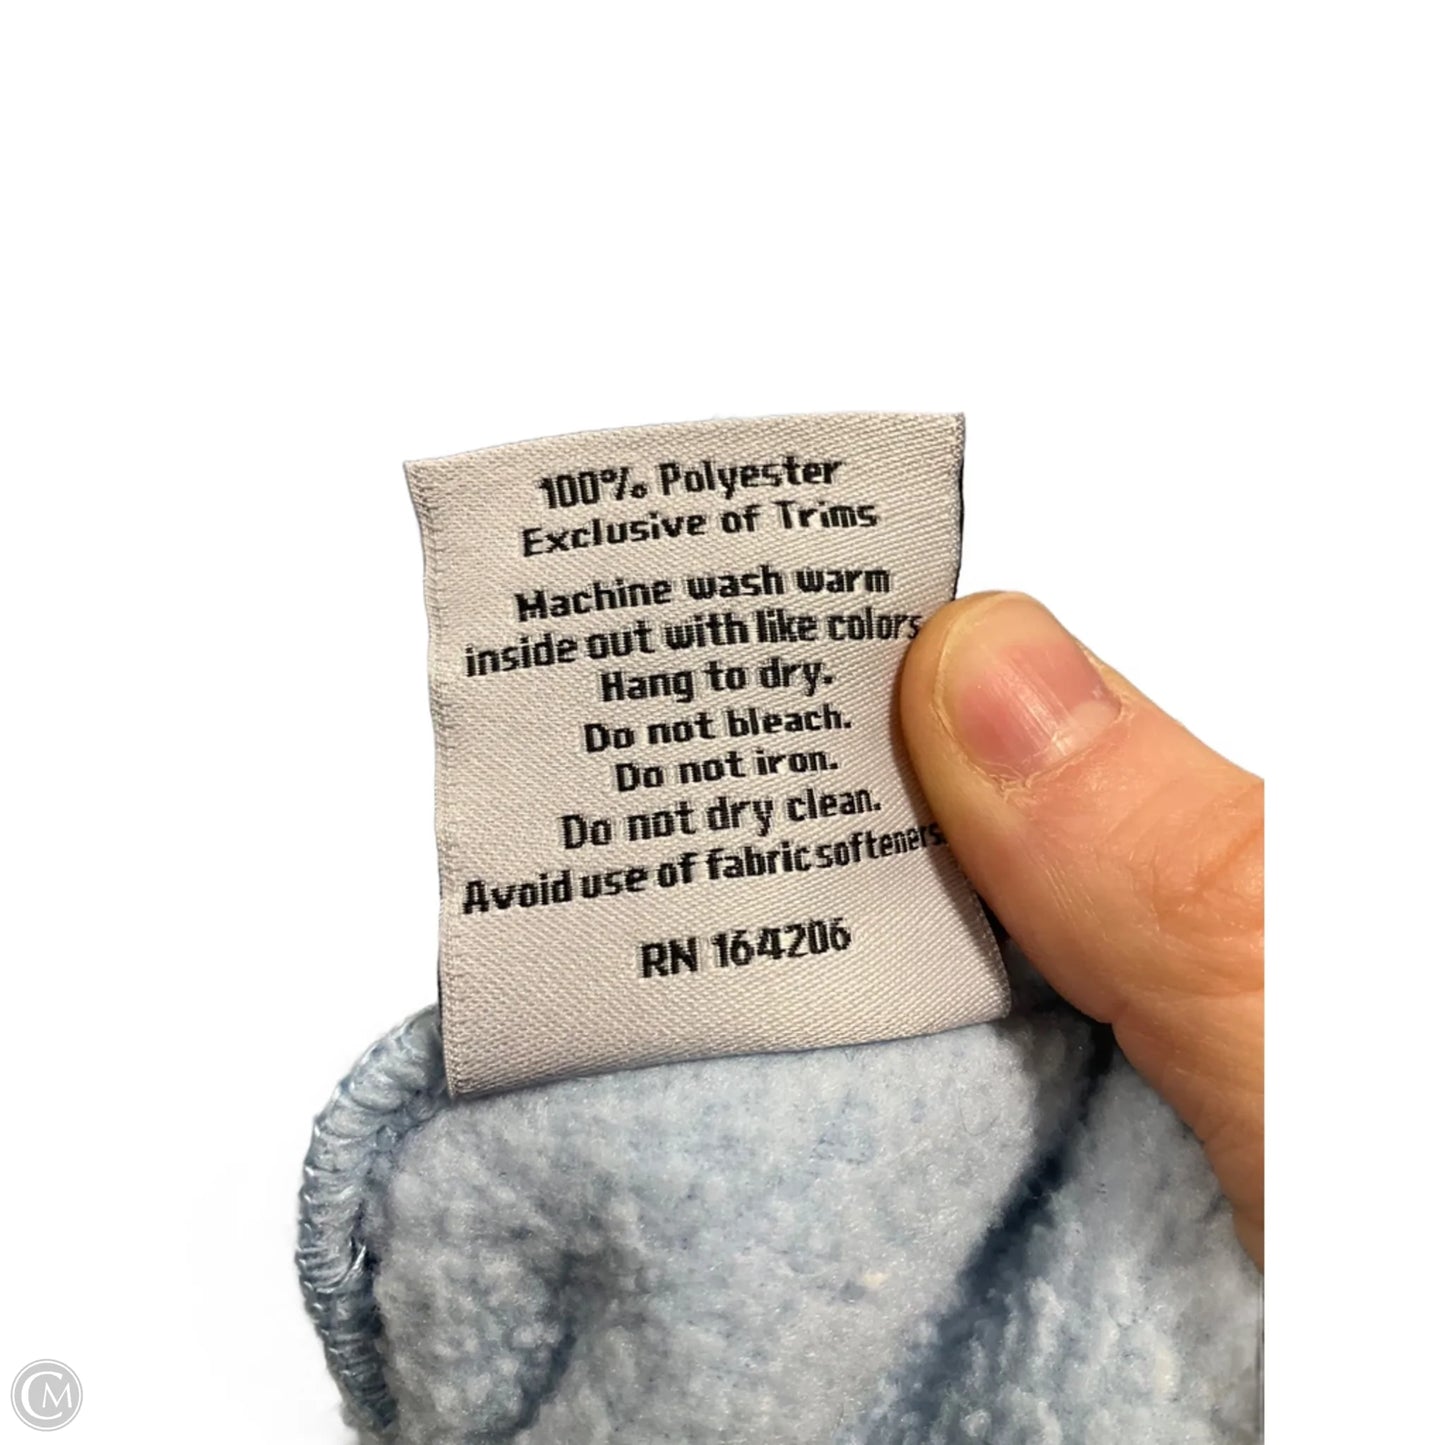 100% Polyester
Exclusive of Trims
Machine wash warm
inside out with like colors
Hang to dry.
Do not bleach.
Do not iron.
Do not dry clean.
Avoid use of fabric softeners.
RN 164206
CM